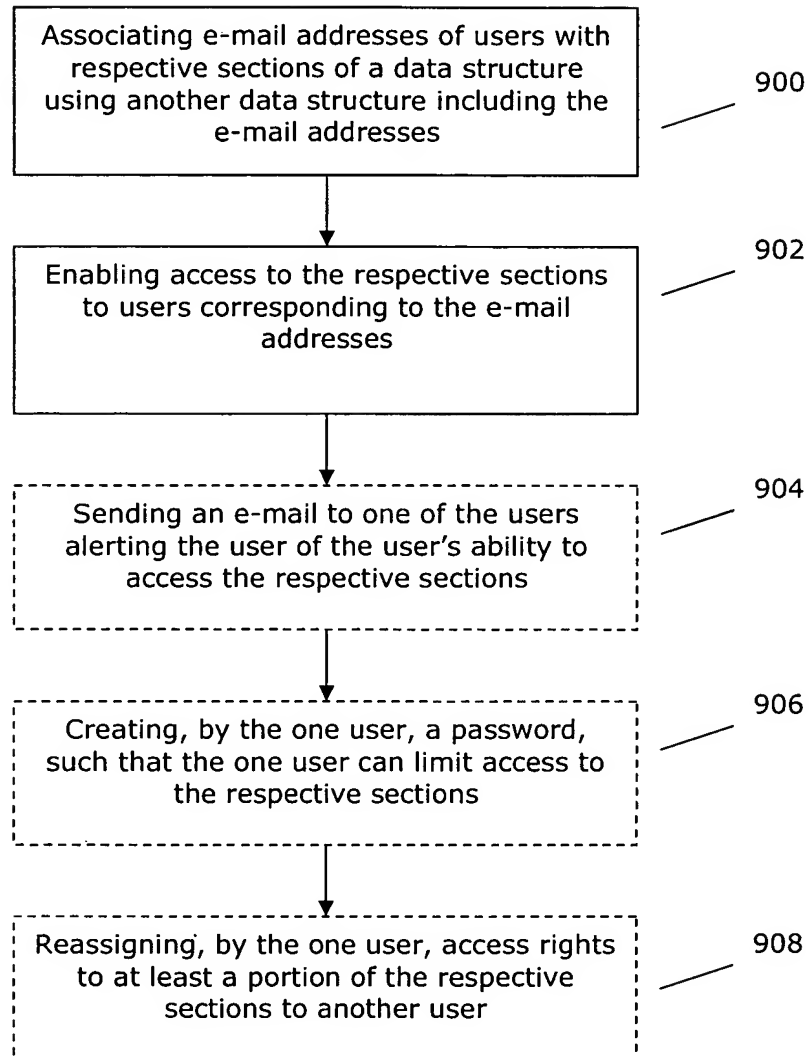 Associating e-mail addresses of users with
respective sections of a data structure
using another data structure including the
e-mail addresses
900
Enabling access to the respective sections
to users corresponding to the e-mail
addresses
902
Sending an e-mail to one of the users
alerting the user of the user's ability to
access the respective sections
904
Creating, by the one user, a password,
such that the one user can limit access to
the respective sections
906
Reassigning, by the one user, access rights
to at least a portion of the respective
sections to another user
908